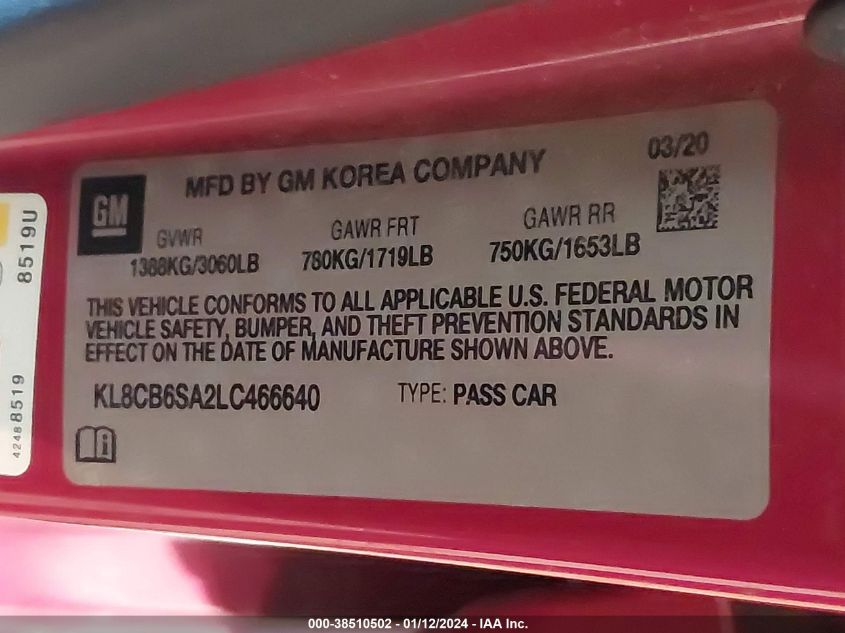 MFD BY GM KOREA COMPANY
03/20
GM
GVWR
GAWR FRT
GAWR RR
1388KG/3060LB
780KG/1719LB
750KG/1653LB
THIS VEHICLE CONFORMS TO ALL APPLICABLE U.S. FEDERAL MOTOR
VEHICLE SAFETY, BUMPER, AND THEFT PREVENTION STANDARDS IN
EFFECT ON THE DATE OF MANUFACTURE SHOWN ABOVE.
KL8CB6SA2LC466640
TYPE: PASS CAR
8519U
42488519
000-38510502 - 01/12/2024 - IAA Inc.